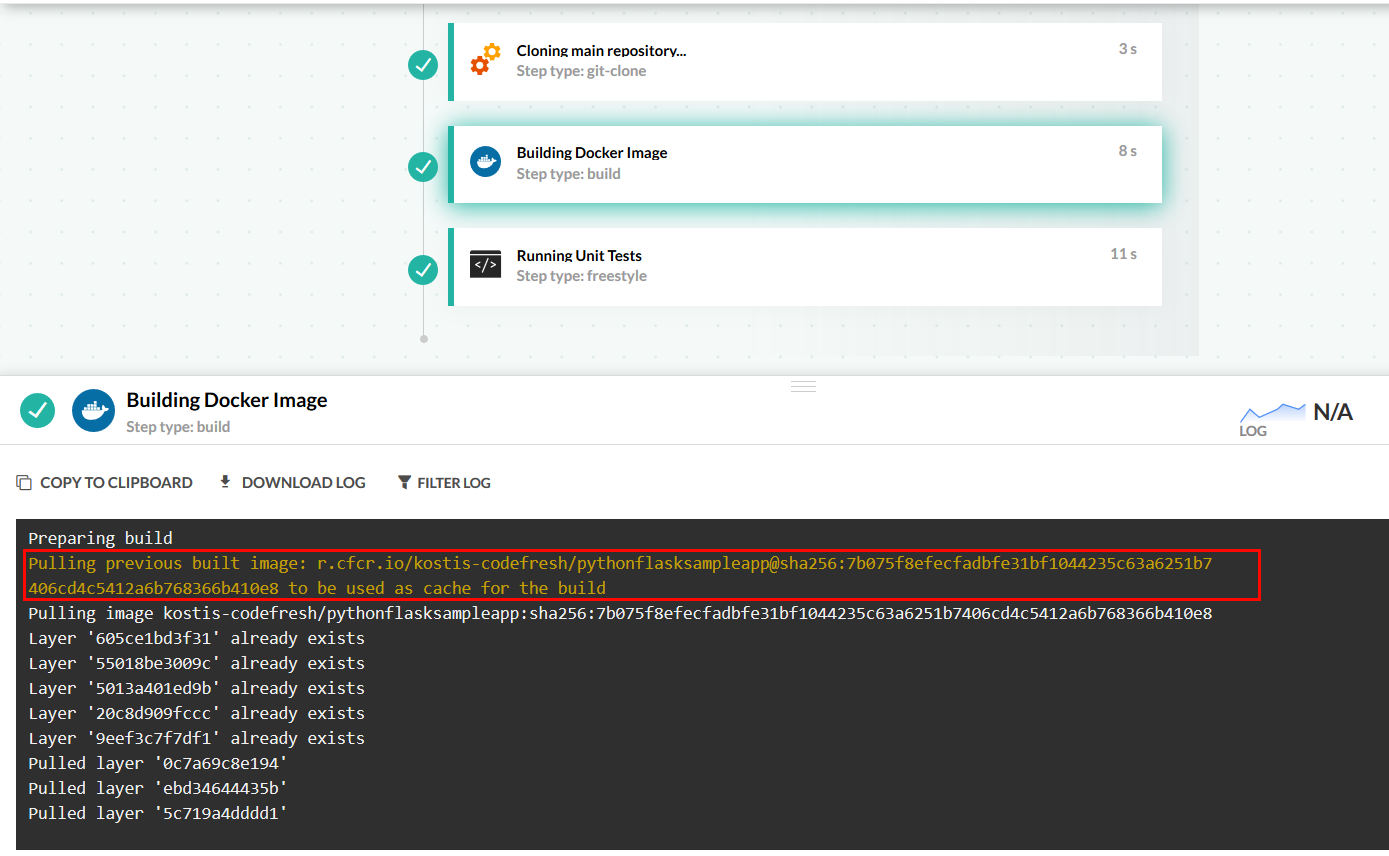 Cloning main repository...
3 s
Step type: git-clone
Building Docker Image
8 s
Step type: build
Running Unit Tests
11 s
</>
Step type: freestyle
Building Docker Image
Step type: build
N/A
LOG
COPY TO CLIPBOARD DOWNLOAD LOG FILTER LOG
Preparing build
Pulling previous built image: r.cfcr.io/kostis-codefresh/pythonflasksampleapp@sha256:7b075f8efecfadbfe31bf1044235c63a6251b7
406cd4c5412a6b768366b410e8 to be used as cache for the build
Pulling image kostis-codefresh/pythonflasksampleapp:sha256:7b075f8efecfadbfe31bf1044235c63a6251b7406cd4c5412a6b768366b410e8
Layer '605ce1bd3f31' already exists
Layer '55018be3009c' already exists
Layer '5013a401ed9b' already exists
Layer '20c8d909fccc' already exists
Layer '9eef3c7f7df1' already exists
Pulled layer '0c7a69c8e194'
Pulled layer 'ebd34644435b'
Pulled layer '5c719a4dddd1'